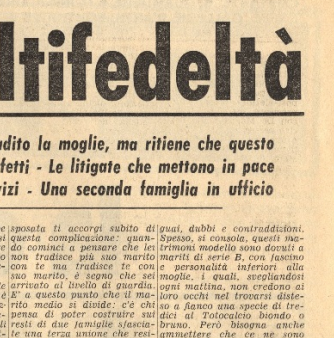 ltifedeltà
adito la moglie, ma ritiene che questo
fetti - Le litigate che mettono in pace
izi - Una seconda famiglia in ufficio
sposata ti accorgi subito di
questa complicazione: quan-
do cominci a pensare che lei
non tradisce più suo marito
con te ma tradisce te con
suo marito, è segno che sei
arrivato al livello di guardia.
E' a questo punto che il ma-
rito medio si divide: c'è chi
pensa di poter costruire sui
resti di due famiglie sfascia-
te una terza unione che resi-
guai, dubbi e contraddizioni.
Spesso, si consola, questi ma-
trimoni modello sono dovuti a
mariti di serie B, con fascino
e personalità inferiori alla
moglie, i quali, svegliandosi
ogni mattina, non credono ai
loro occhi nel trovarsi diste-
so a fianco una specie di tre-
dici al Totocalcio biondo o
bruno. Però bisogna anche
ammettere che ce ne sono